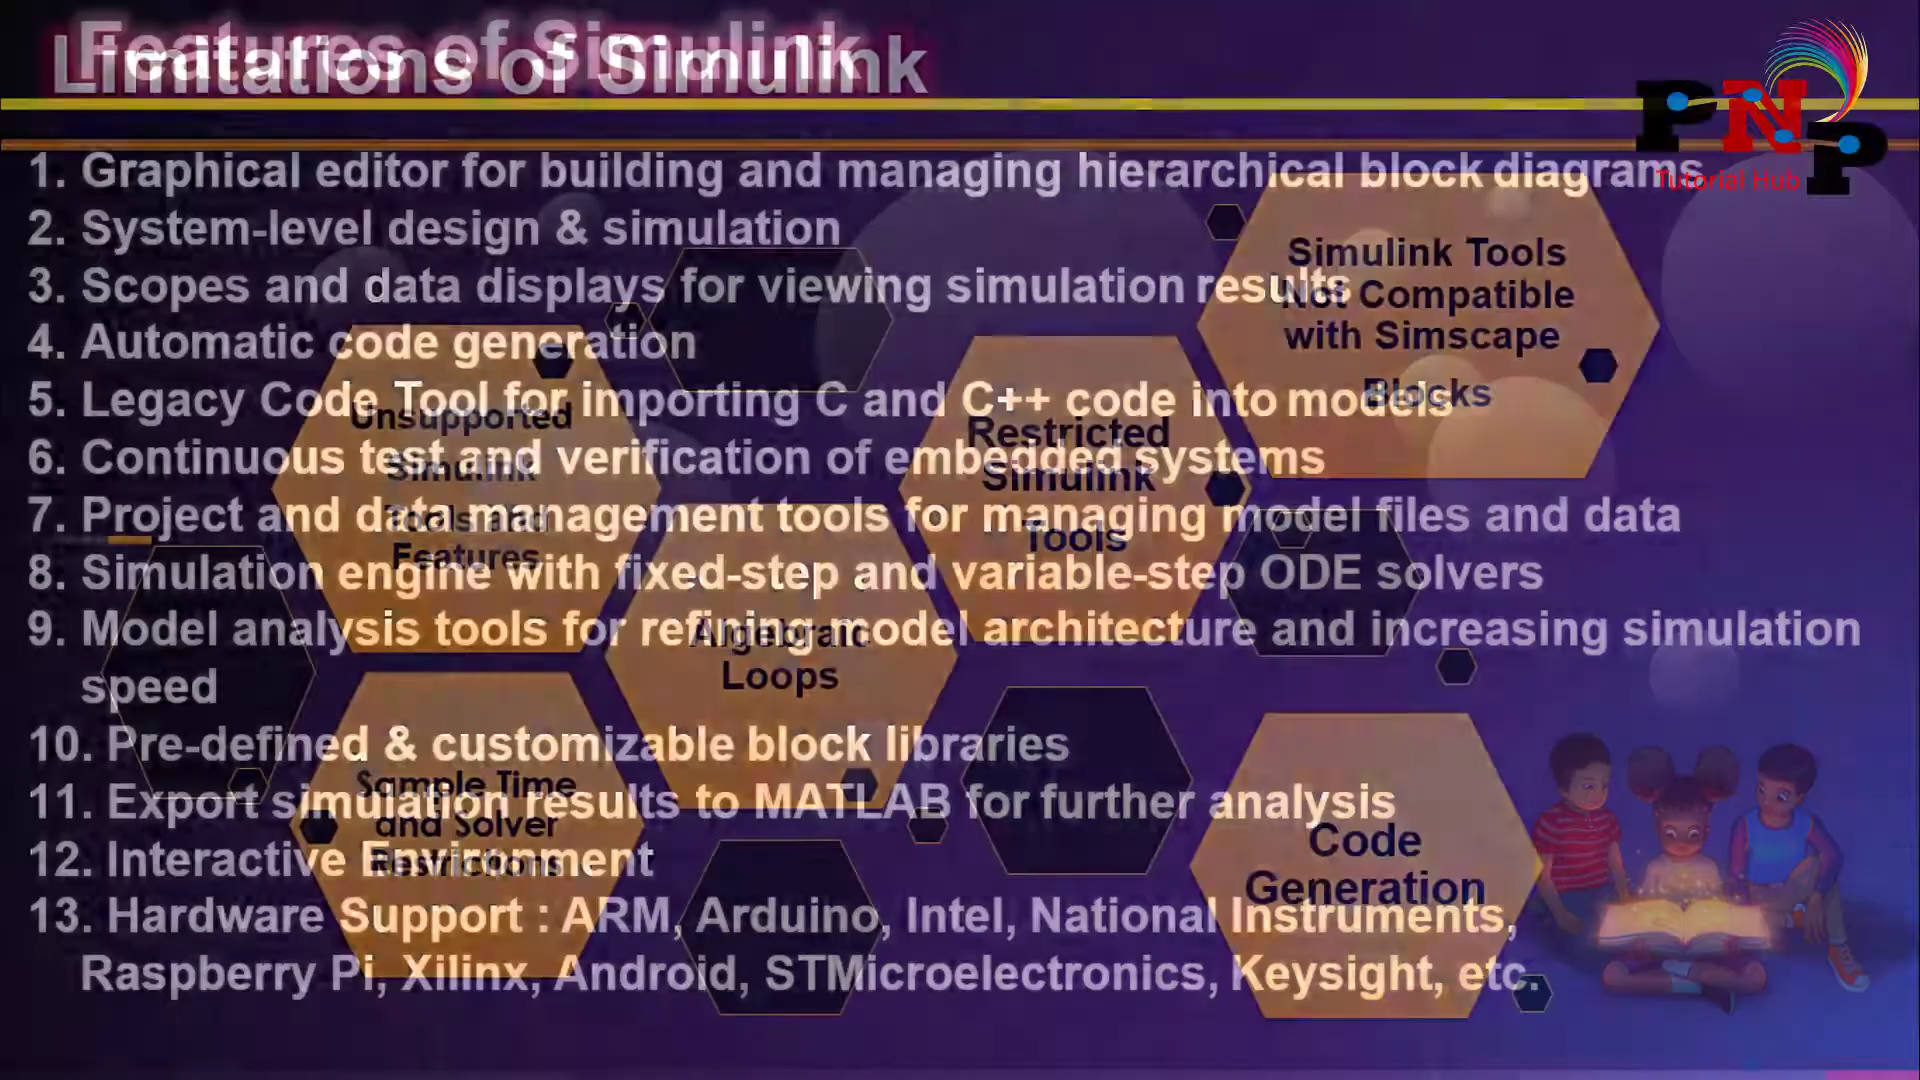 Features of Simulink
Limitations of Simulink
PNP
Tutorial Hub
1. Graphical editor for building and managing hierarchical block diagrams
2. System-level design & simulation
3. Scopes and data displays for viewing simulation results
4. Automatic code generation
5. Legacy Code Tool for importing C and C++ code into models
6. Continuous test and verification of embedded systems
7. Project and data management tools for managing model files and data
8. Simulation engine with fixed-step and variable-step ODE solvers
9. Model analysis tools for refining model architecture and increasing simulation
speed
10. Pre-defined & customizable block libraries
11. Export simulation results to MATLAB for further analysis
12. Interactive Environment
13. Hardware Support : ARM, Arduino, Intel, National Instruments,
Raspberry Pi, Xilinx, Android, STMicroelectronics, Keysight, etc.
Unsupported
Simulink
Tools and
Features
Sample Time
and Solver
Restrictions
Algebraic
Loops
Restricted
Simulink
Tools
Simulink Tools
Not Compatible
with Simscape
Blocks
Code
Generation